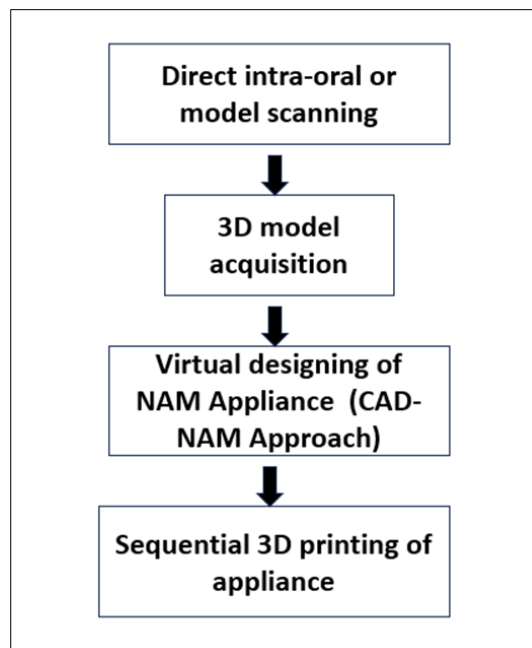 Direct intra-oral or
model scanning
3D model
acquisition
Virtual designing of
NAM Appliance (CAD-
NAM Approach)
Sequential 3D printing of
appliance